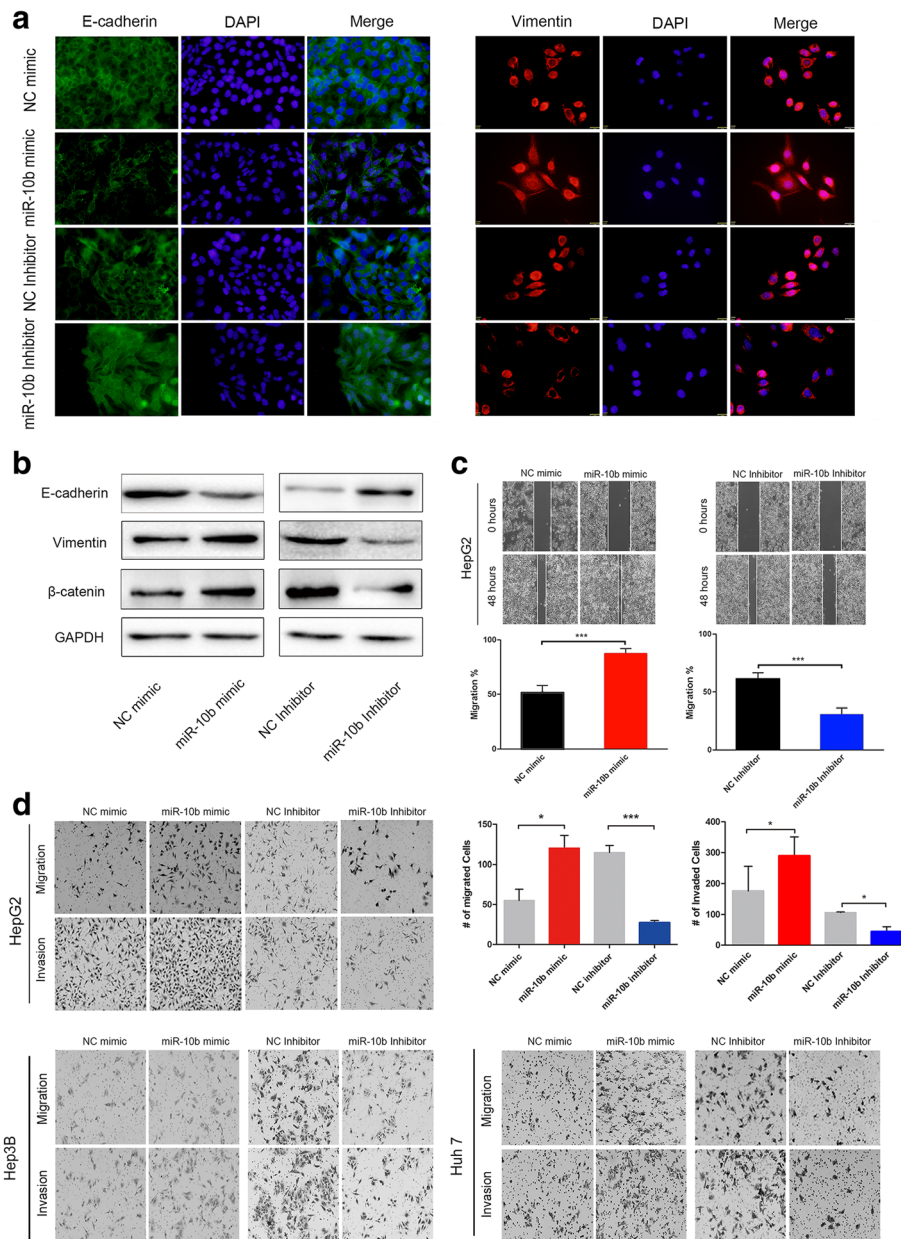 a
E-cadherin DAPI Merge Vimentin DAPI Merge
NC mimic
miR-10b mimic
NC Inhibitor
miR-10b Inhibitor
b
E-cadherin
Vimentin
β-catenin
GAPDH
NC mimic miR-10b mimic NC Inhibitor miR-10b Inhibitor
c
NC mimic miR-10b mimic NC Inhibitor miR-10b Inhibitor
HepG2
0 hours 0 hours
48 hours 48 hours
Migration %
100
50
0
***
NC mimic miR-10b mimic
Migration %
100
50
0
***
NC Inhibitor miR-10b Inhibitor
d
NC mimic miR-10b mimic NC Inhibitor miR-10b Inhibitor
HepG2
Migration
Invasion
# of migrated Cells
150
100
50
0
* ***
NC mimic miR-10b mimic NC inhibitor miR-10b inhibitor
# of Invaded Cells
400
300
200
100
0
* *
NC mimic miR-10b mimic NC Inhibitor miR-10b Inhibitor
NC mimic miR-10b mimic NC Inhibitor miR-10b Inhibitor
Hep3B
Migration
Invasion
NC mimic miR-10b mimic NC Inhibitor miR-10b Inhibitor
Huh 7
Migration
Invasion